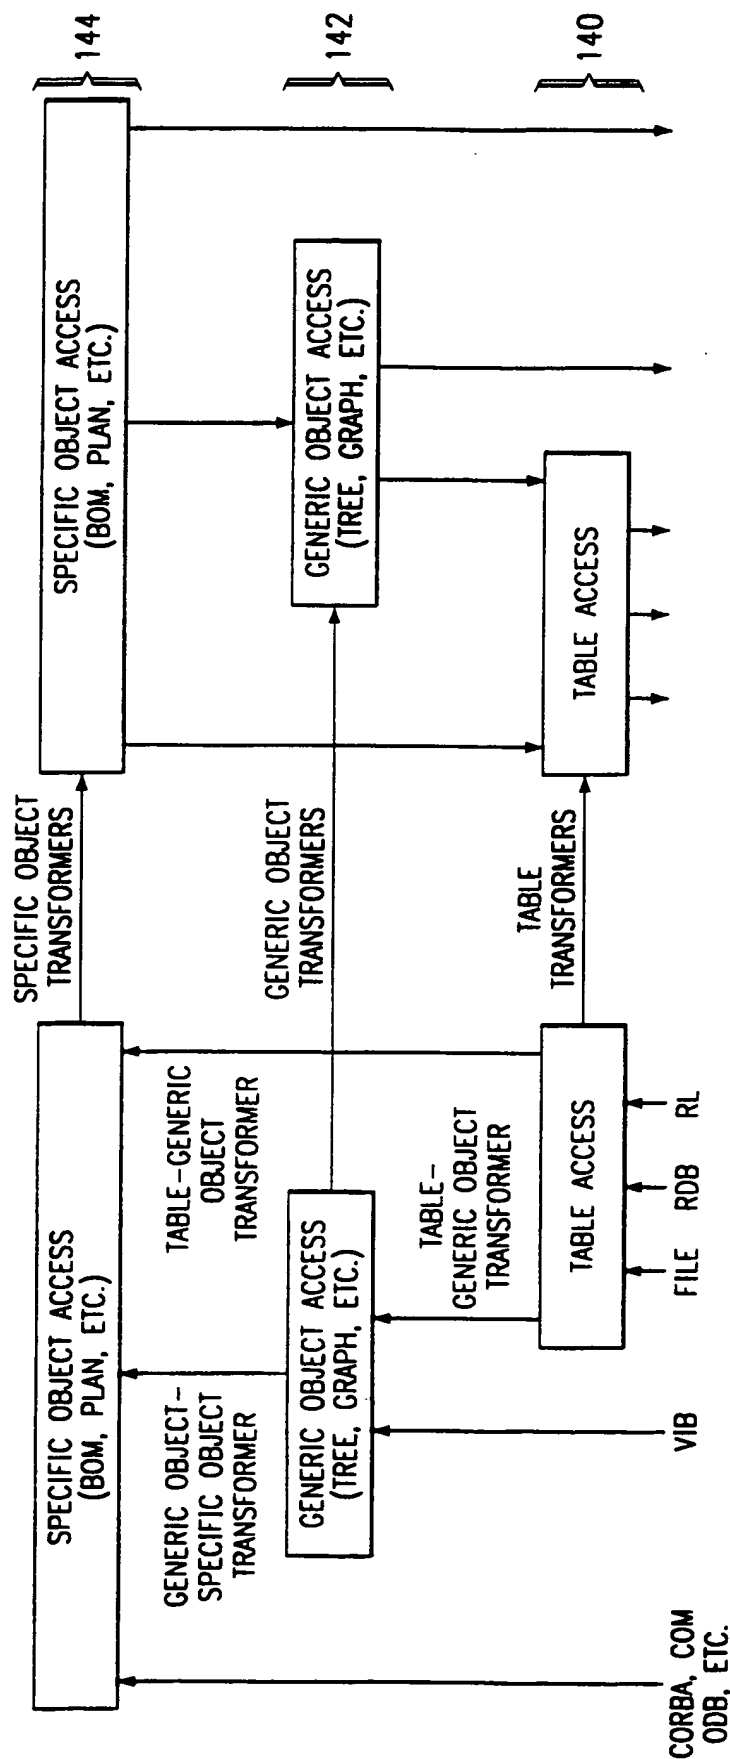 SPECIFIC OBJECT ACCESS
(BOM, PLAN, ETC.)
SPECIFIC OBJECT
TRANSFORMERS
SPECIFIC OBJECT ACCESS
(BOM, PLAN, ETC.)
144
GENERIC OBJECT-
SPECIFIC OBJECT
TRANSFORMER
TABLE-GENERIC
OBJECT
TRANSFORMER
GENERIC OBJECT ACCESS
(TREE, GRAPH, ETC.)
GENERIC OBJECT
TRANSFORMERS
GENERIC OBJECT ACCESS
(TREE, GRAPH, ETC.)
142
TABLE-
GENERIC OBJECT
TRANSFORMER
TABLE ACCESS
TABLE
TRANSFORMERS
TABLE ACCESS
140
CORBA, COM
ODB, ETC.
VIB
FILE
RDB
RL